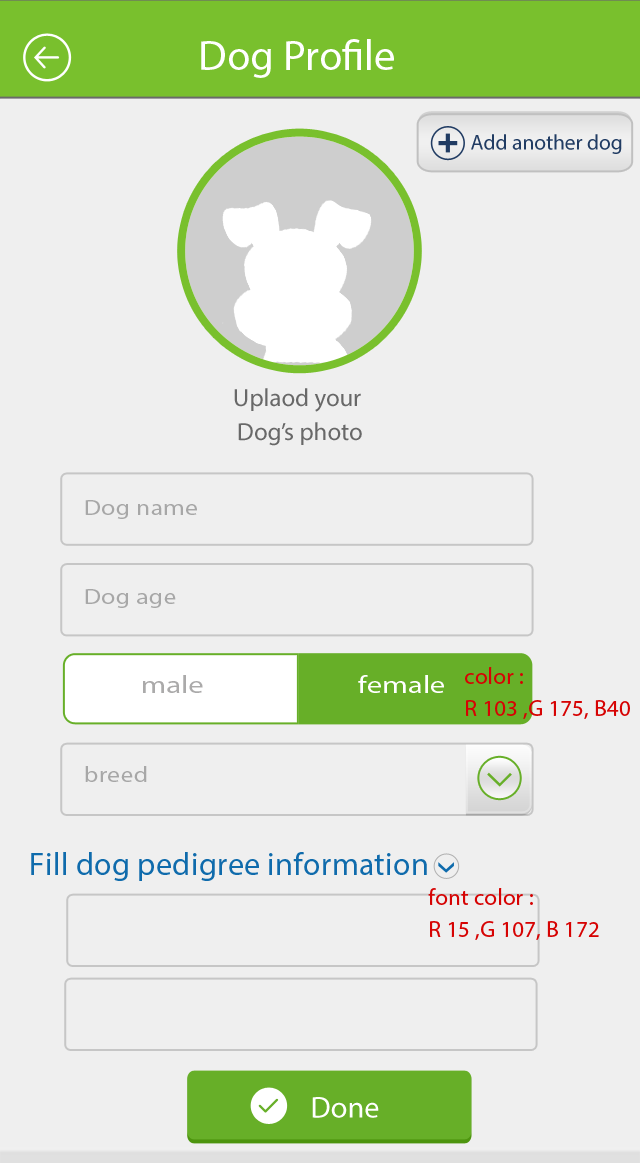 Dog Profile
Add another dog
Uplaod your
Dog’s photo
Dog name
Dog age
male
female
color :
R 103 ,G 175, B40
breed
Fill dog pedigree information
font color :
R 15 ,G 107, B 172
Done